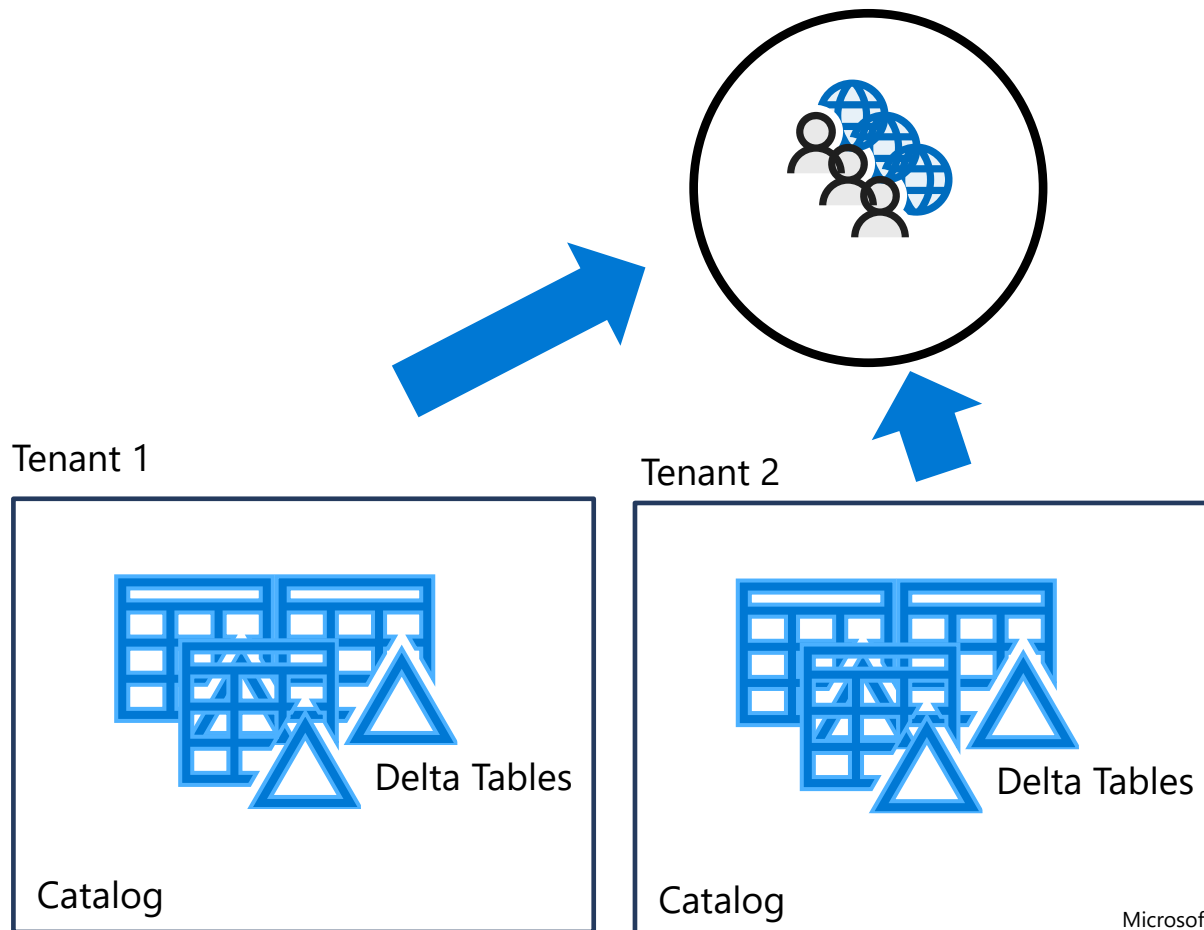 Tenant 1
Tenant 2
Delta Tables
Delta Tables
Catalog
Catalog
Microsof